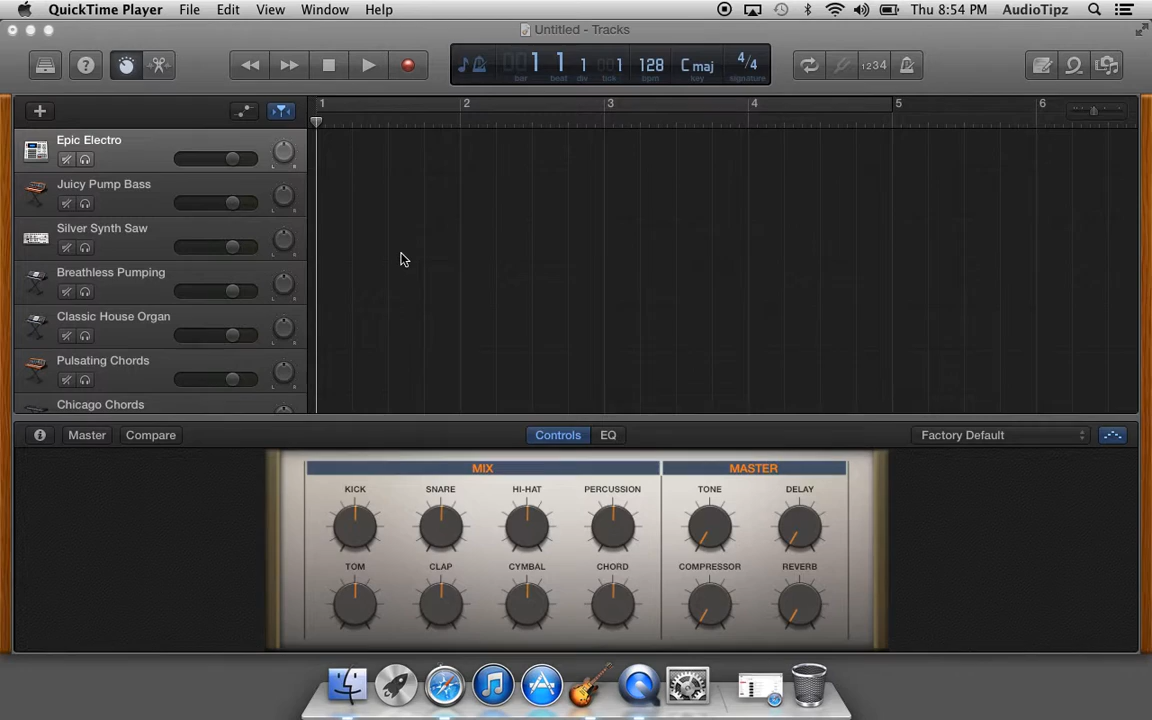 QuickTime Player File Edit View Window Help Thu 8:54 PM AudioTipz
Untitled - Tracks
1 1 1 1 128 C maj 4/4
bar beat div tick bpm key signature
1234
1 2 3 4 5 6
Epic Electro
L R
Juicy Pump Bass
L R
Silver Synth Saw
L R
Breathless Pumping
L R
Classic House Organ
L R
Pulsating Chords
L R
Chicago Chords
Master Compare Controls EQ Factory Default
MIX MASTER
KICK SNARE HI-HAT PERCUSSION TONE DELAY
TOM CLAP CYMBAL CHORD COMPRESSOR REVERB